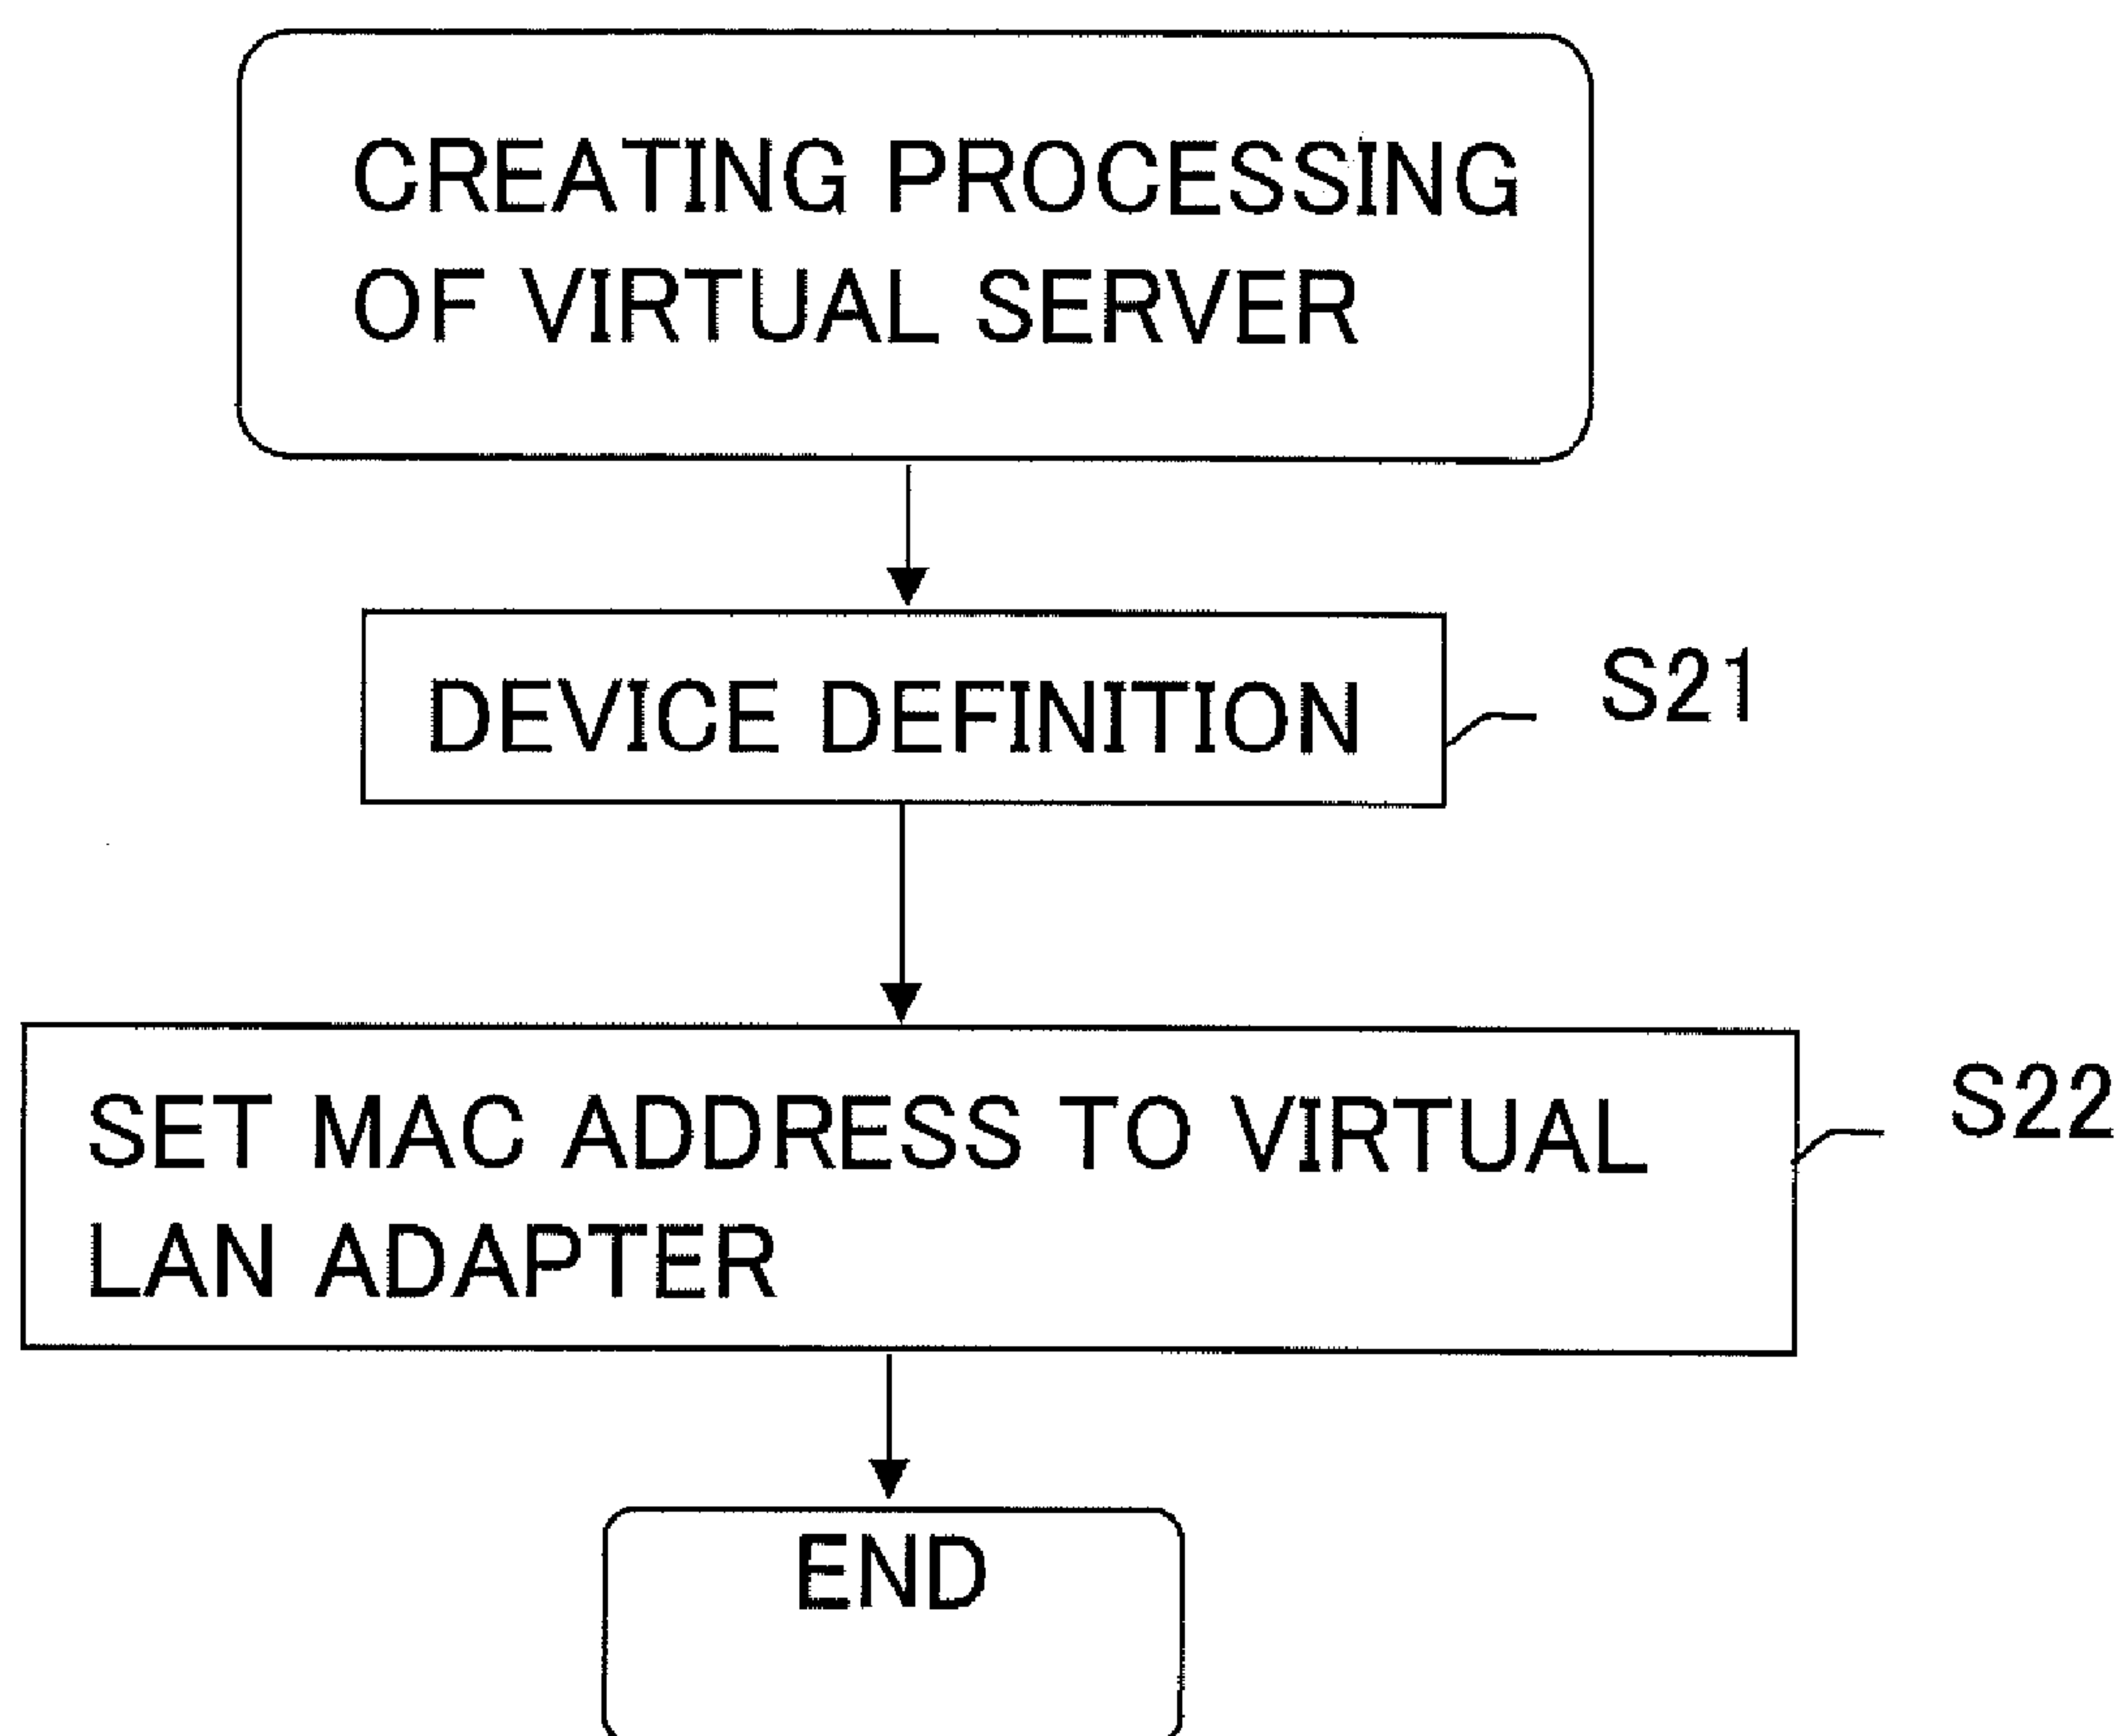 CREATING PROCESSING
OF VIRTUAL SERVER
DEVICE DEFINITION
S21
SET MAC ADDRESS TO VIRTUAL
LAN ADAPTER
S22
END